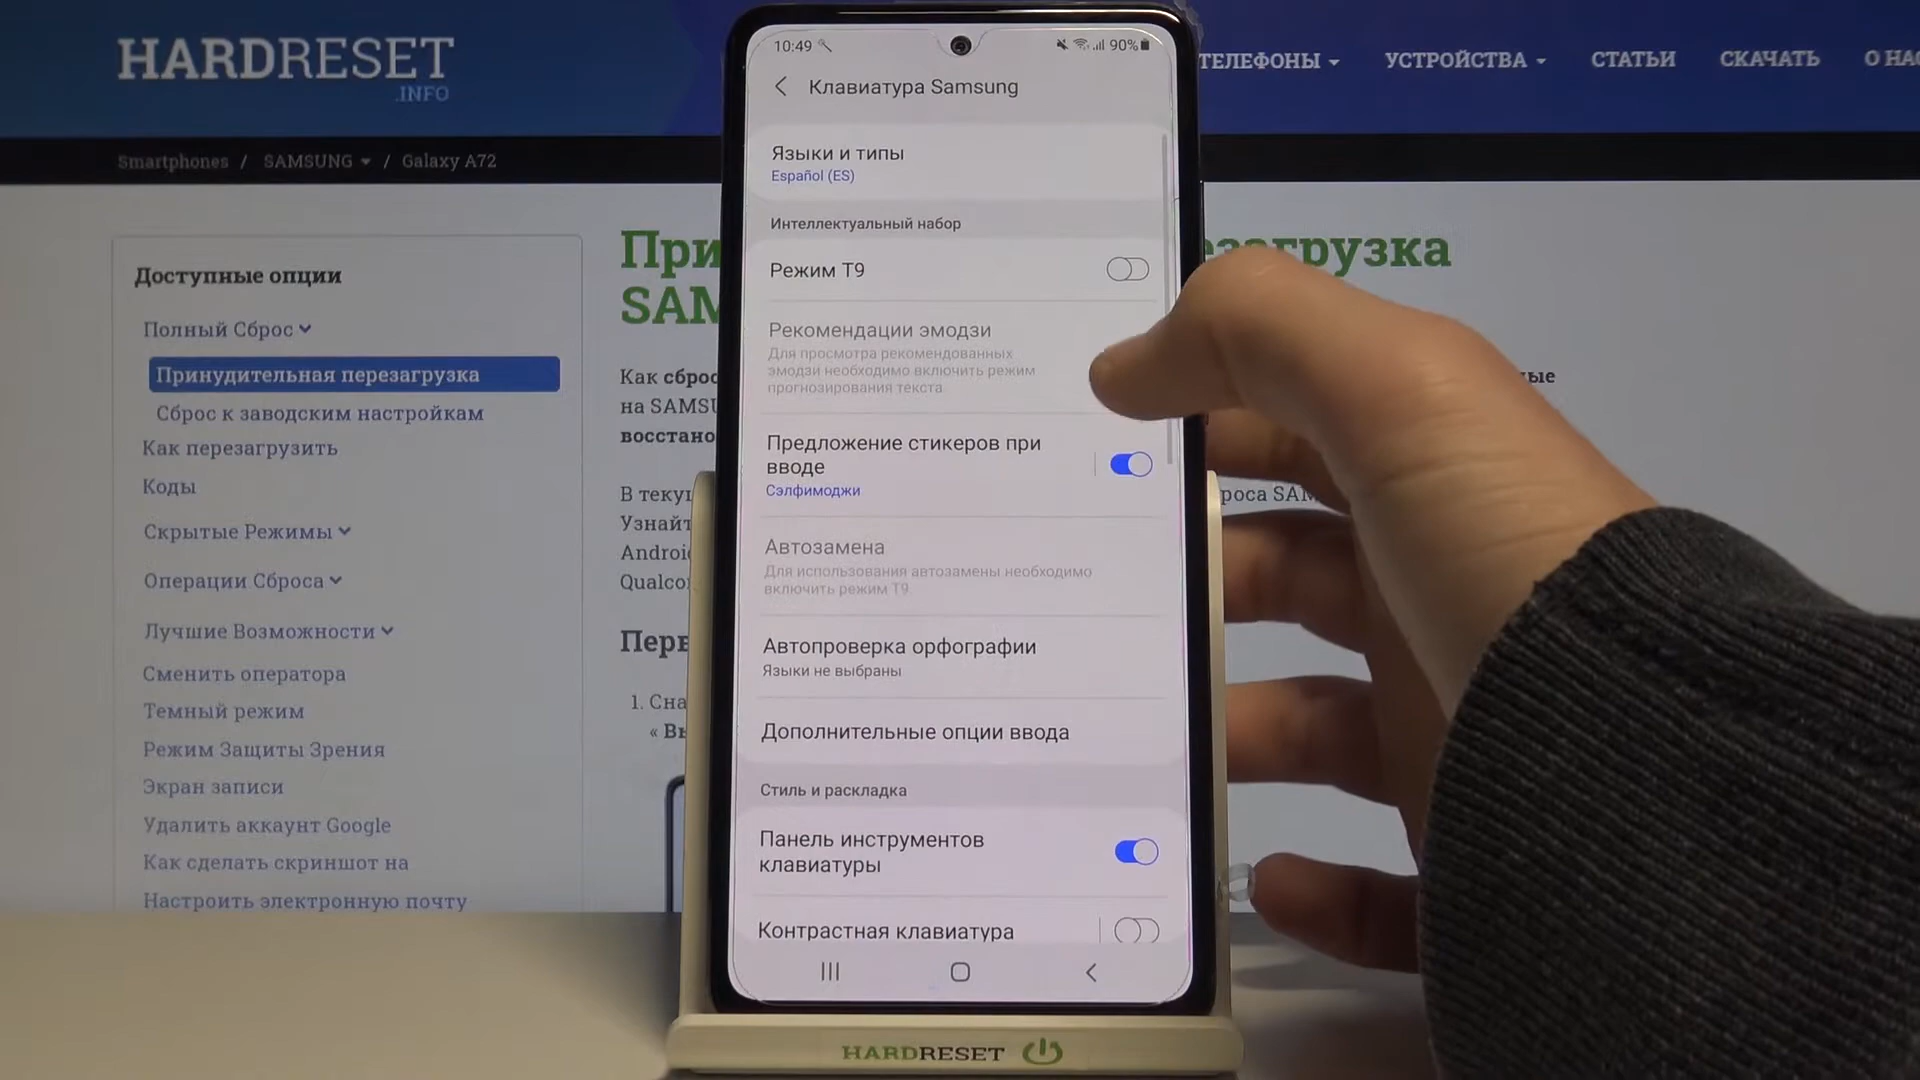 HARDRESET
.INFO
ТЕЛЕФОНЫ
УСТРОЙСТВА
СТАТЬИ
СКАЧАТЬ
Smartphones / SAMSUNG / Galaxy A72
Доступные опции
Полный Сброс
Принудительная перезагрузка
Сброс к заводским настройкам
Как перезагрузить
Коды
Скрытые Режимы
Операции Сброса
Лучшие Возможности
Сменить оператора
Темный режим
Режим Защиты Зрения
Экран записи
Удалить аккаунт Google
Как сделать скриншот на
Настроить электронную почту
10:49
90%
Клавиатура Samsung
Языки и типы
Español (ES)
Интеллектуальный набор
Режим T9
Рекомендации эмодзи
Для просмотра рекомендованных
эмодзи необходимо включить режим
прогнозирования текста.
Предложение стикеров при
вводе
Сэлфимоджи
Автозамена
Для использования автозамены необходимо
включить режим T9.
Автопроверка орфографии
Языки не выбраны
Дополнительные опции ввода
Стиль и раскладка
Панель инструментов
клавиатуры
Контрастная клавиатура
Как
на
В
1.
HARDRESET